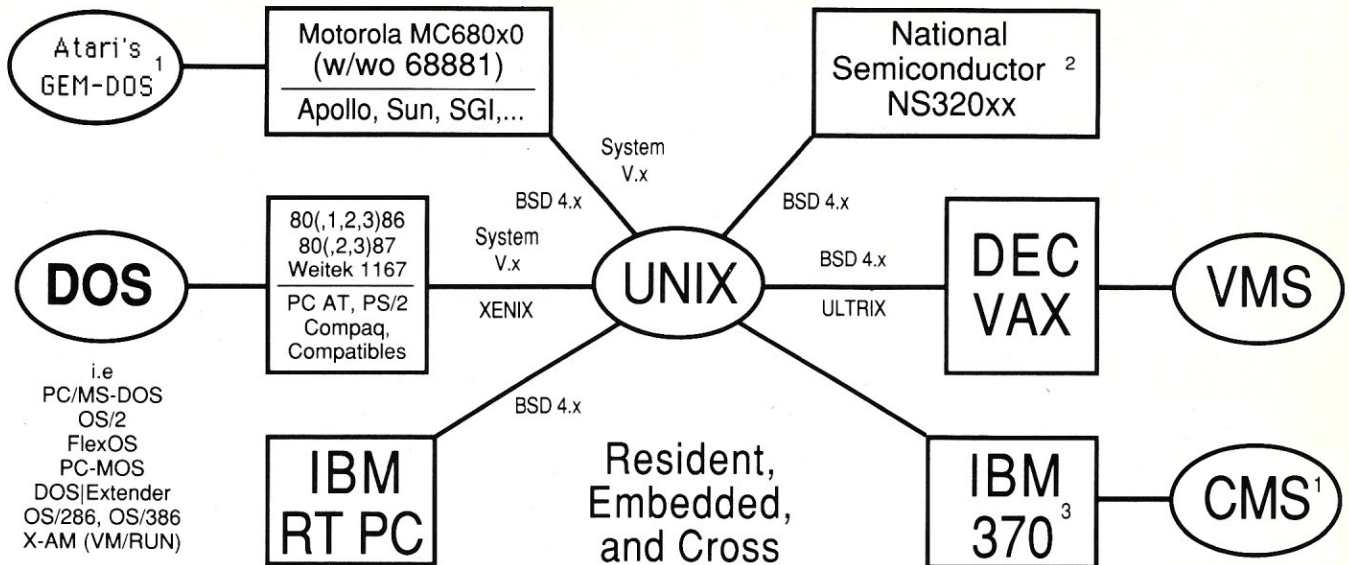 Atari's
GEM-DOS 1
Motorola MC680x0
(w/wo 68881)
Apollo, Sun, SGI,...
National
Semiconductor 2
NS320xx
System
V.x
BSD 4.x
BSD 4.x
DOS
80(,1,2,3)86
80(,2,3)87
Weitek 1167
PC AT, PS/2
Compaq,
Compatibles
System
V.x
XENIX
UNIX
BSD 4.x
ULTRIX
DEC
VAX
VMS
i.e
PC/MS-DOS
OS/2
FlexOS
PC-MOS
DOS|Extender
OS/286, OS/386
X-AM (VM/RUN)
IBM
RT PC
BSD 4.x
Resident,
Embedded,
and Cross
IBM
370 3
CMS 1